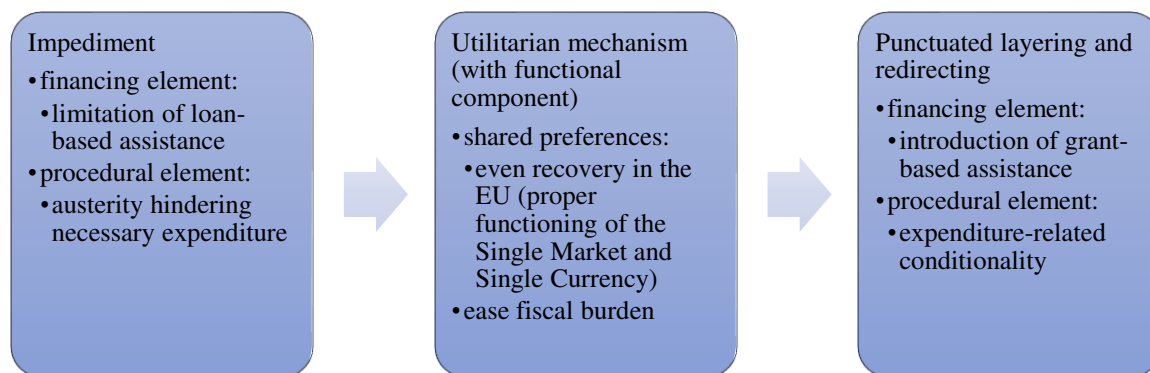 Impediment
•financing element:
•limitation of loan-
based assistance
•procedural element:
•austerity hindering
necessary expenditure
Utilitarian mechanism
(with functional
component)
•shared preferences:
•even recovery in the
EU (proper
functioning of the
Single Market and
Single Currency)
•ease fiscal burden
Punctuated layering and
redirecting
•financing element:
•introduction of grant-
based assistance
•procedural element:
•expenditure-related
conditionality